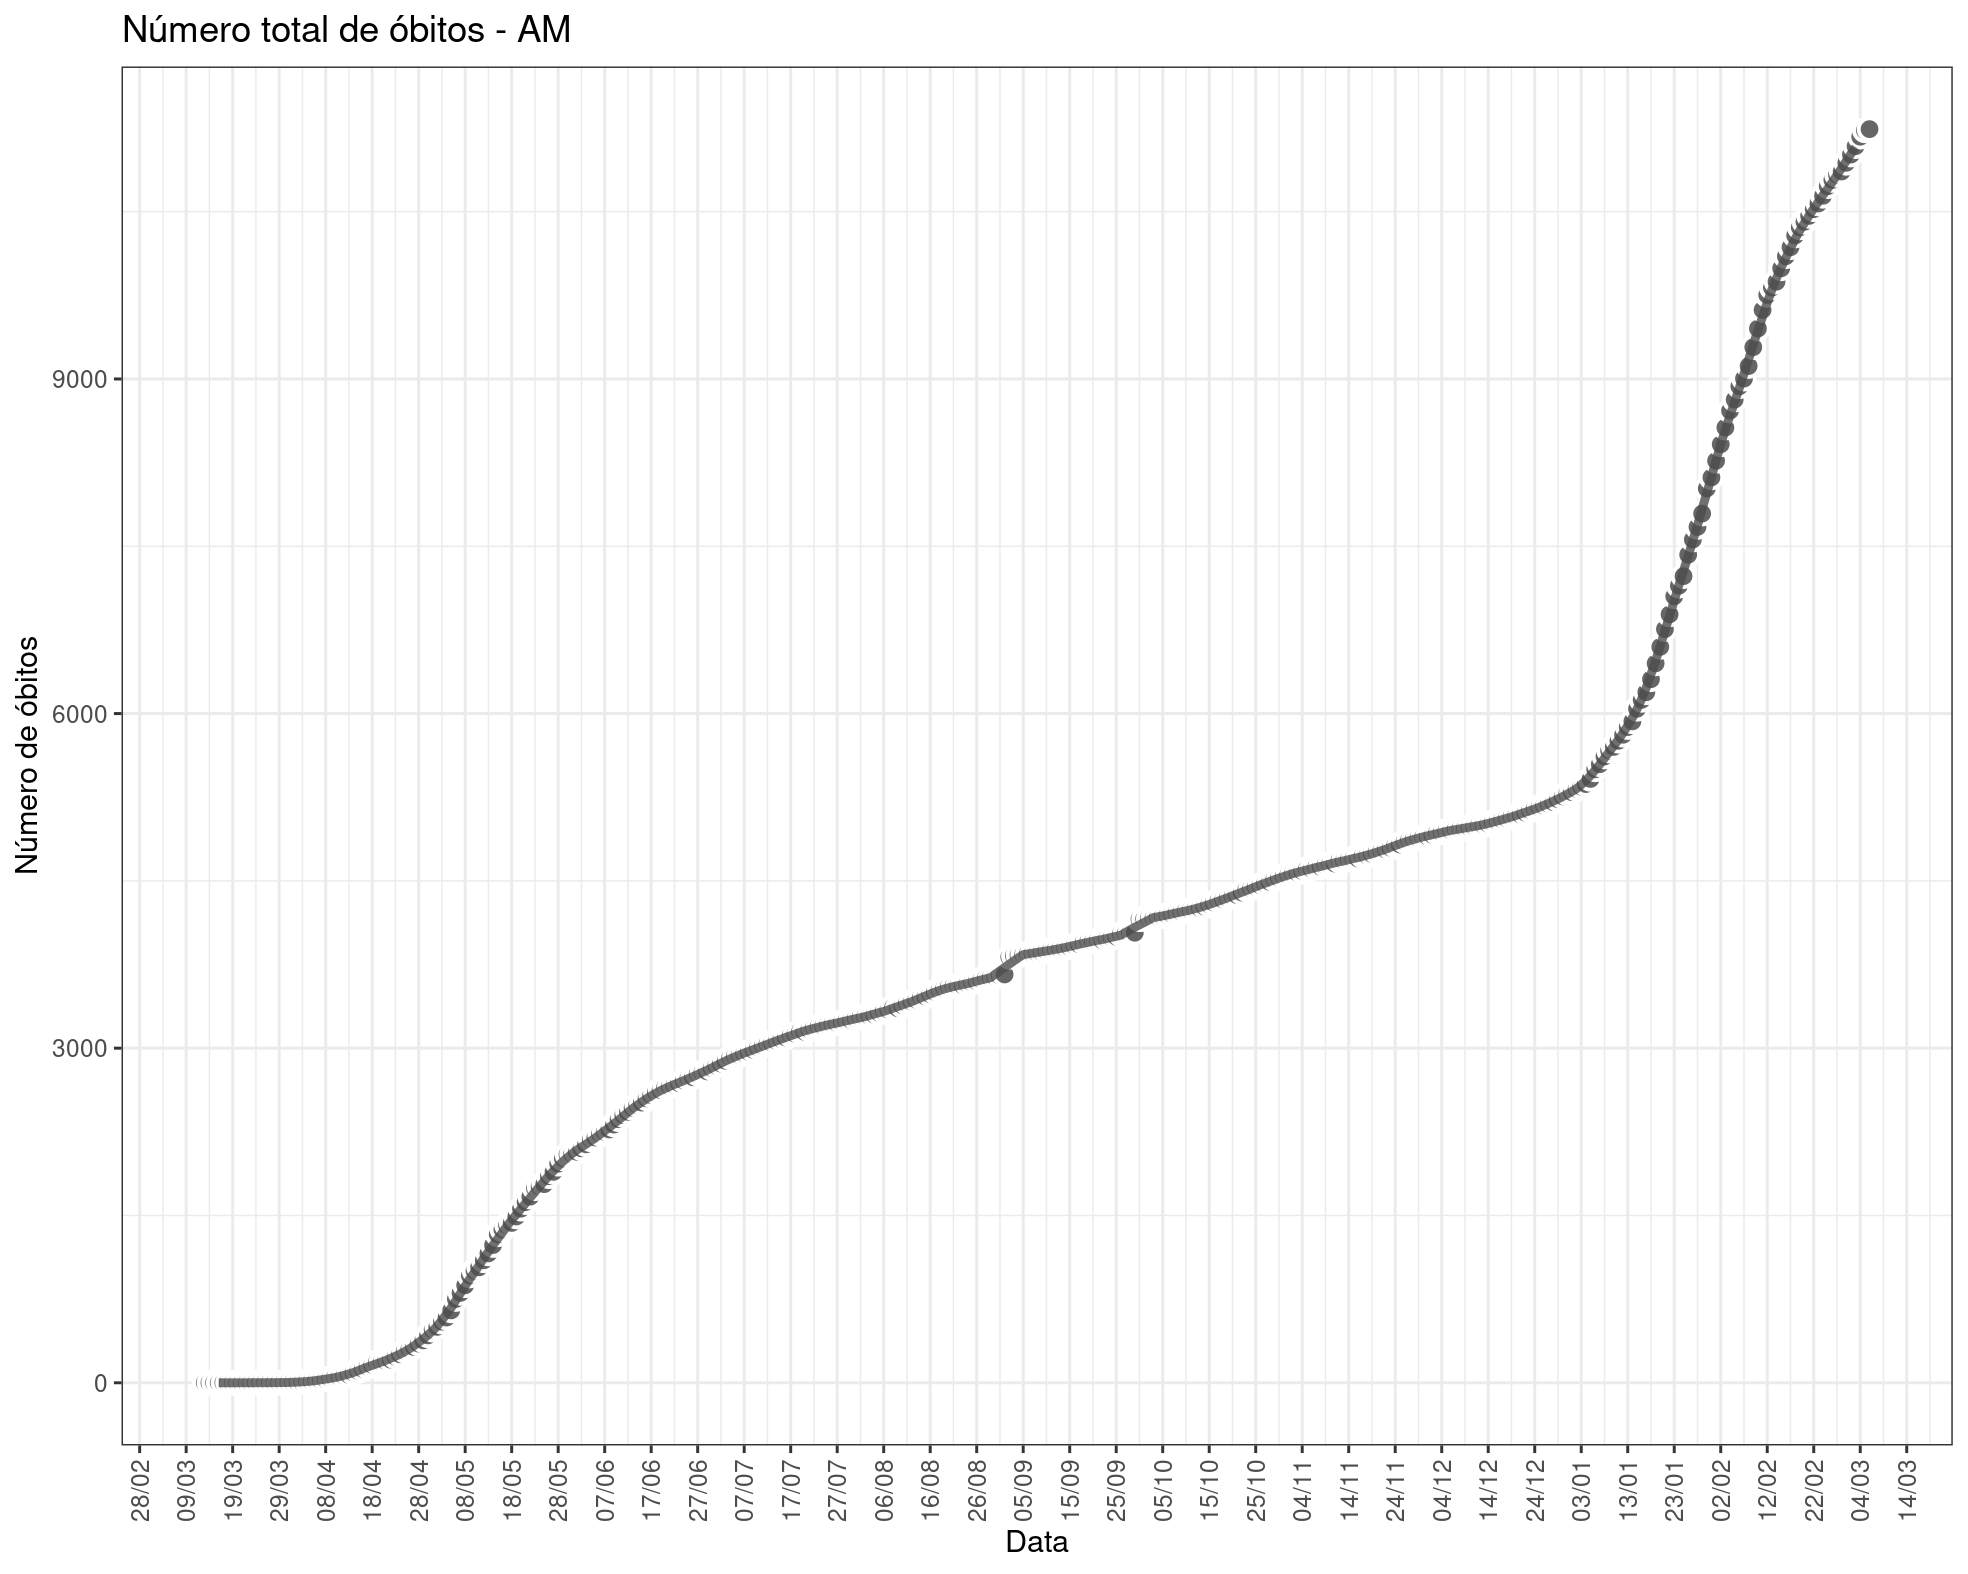 Número total de óbitos - AM
Número de óbitos
9000
6000
3000
0
28/02 09/03 19/03 29/03 08/04 18/04 28/04 08/05 18/05 28/05 07/06 17/06 27/06 07/07 17/07 27/07 06/08 16/08 26/08 05/09 15/09 25/09 05/10 15/10 25/10 04/11 14/11 24/11 04/12 14/12 24/12 03/01 13/01 23/01 02/02 12/02 22/02 04/03 14/03
Data